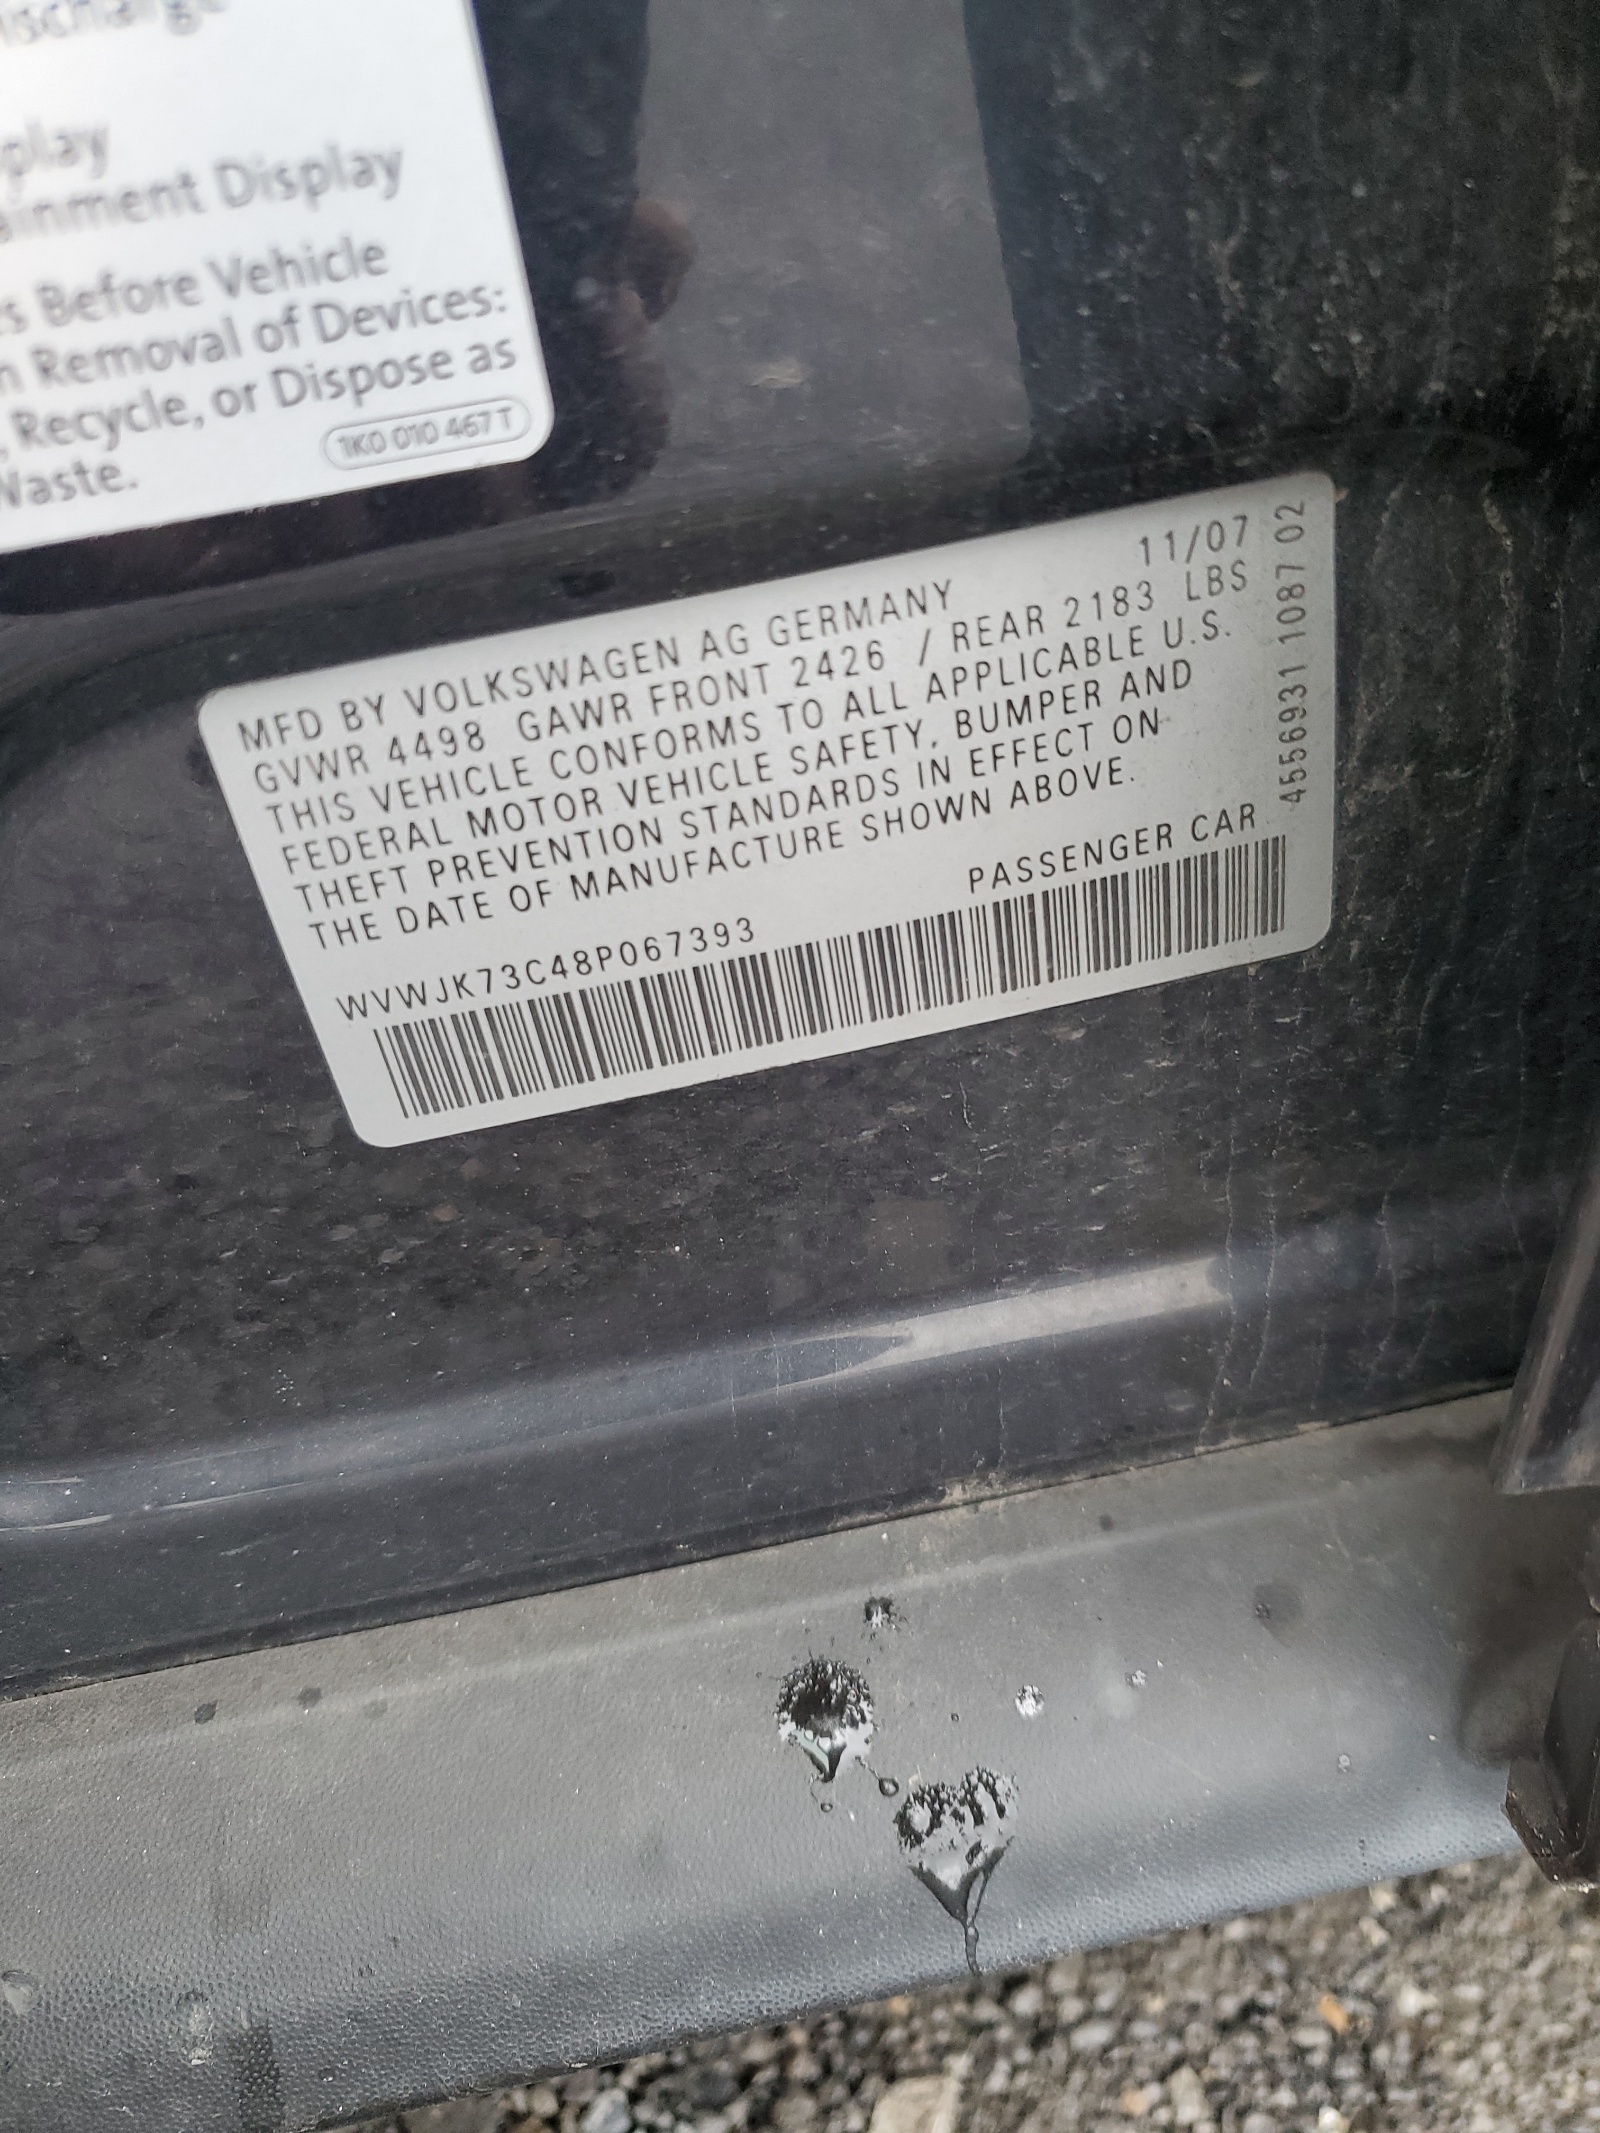 play
ainment Display
s Before Vehicle
n Removal of Devices:
, Recycle, or Dispose as
Waste.
1K0 010 467 T
MFD BY VOLKSWAGEN AG GERMANY 11/07
GVWR 4498 GAWR FRONT 2426 / REAR 2183 LBS
THIS VEHICLE CONFORMS TO ALL APPLICABLE U.S.
FEDERAL MOTOR VEHICLE SAFETY, BUMPER AND
THEFT PREVENTION STANDARDS IN EFFECT ON
THE DATE OF MANUFACTURE SHOWN ABOVE.
PASSENGER CAR
WVWJK73C48P067393
4556931 1087 02